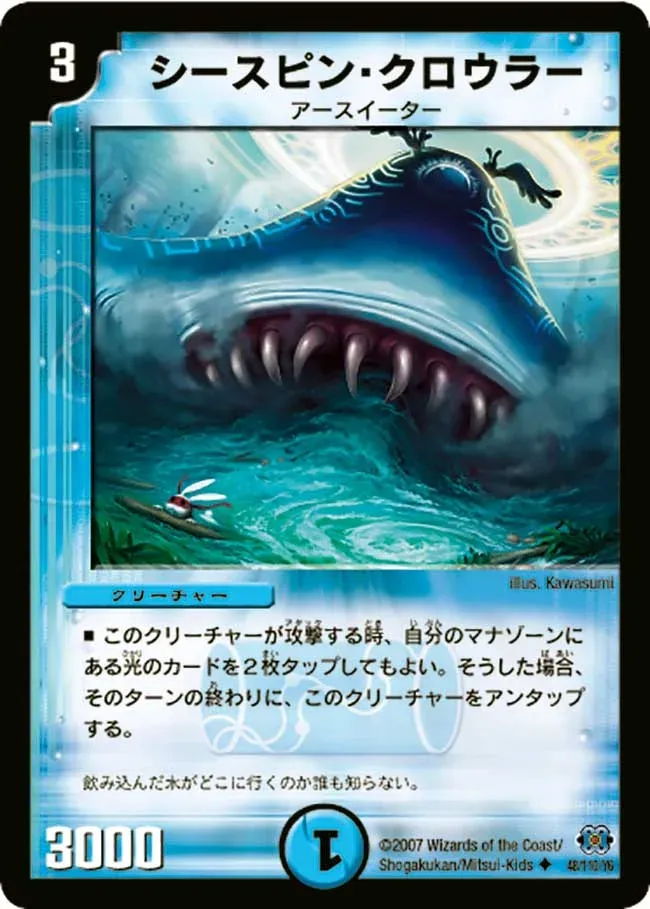 3
シースピン・クロウラー
アースイーター
illus. Kawasumi
クリーチャー
■ このクリーチャーが攻撃する時、自分のマナゾーンに
ある光のカードを2枚タップしてもよい。そうした場合、
そのターンの終わりに、このクリーチャーをアンタップ
する。
飲み込んだ水がどこに行くのか誰も知らない。
3000
1
©2007 Wizards of the Coast/
Shogakukan/Mitsui-Kids ◆ 48/110 Y6